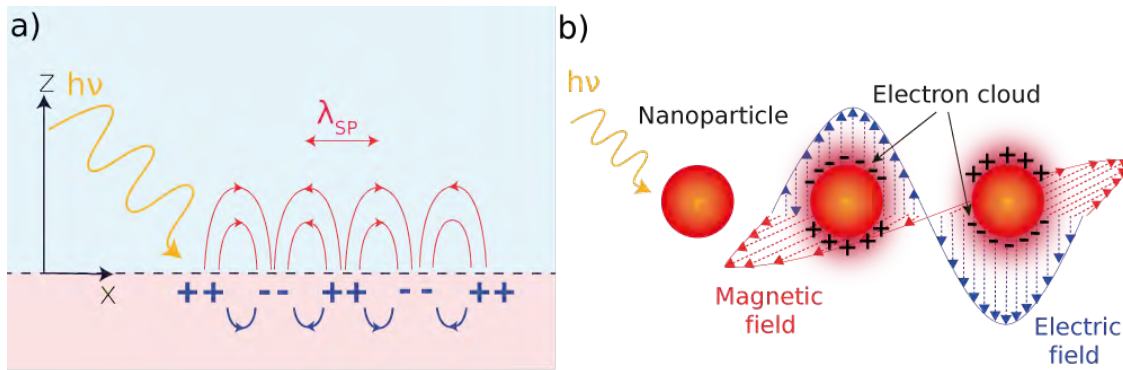 a)
Z
hν
λSP
X
++ -- ++ -- ++
b)
hν
Nanoparticle
Electron cloud
- - - - - -
+ + + + + +
+ + + + + +
- - - - - -
Magnetic
field
Electric
field